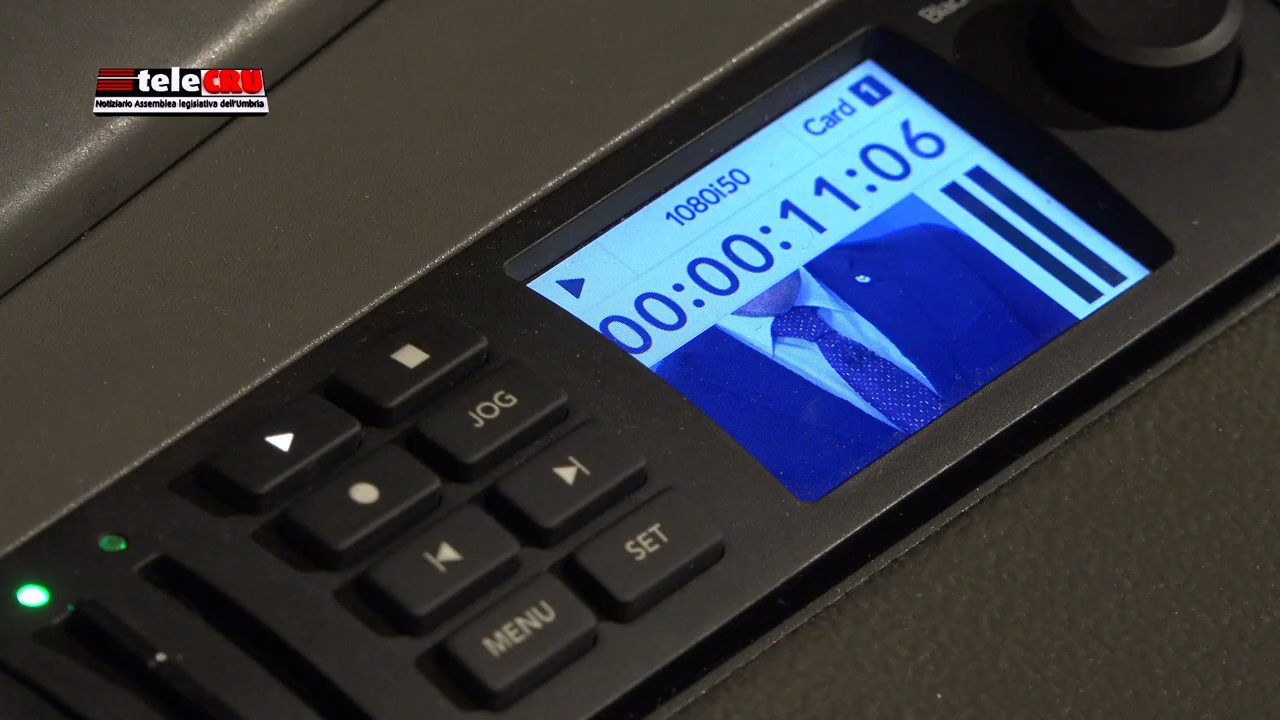 teleCRU
Notiziario Assemblea legislativa dell'Umbria
Card 1
1080i50
00:00:11:06
JOG
SET
MENU